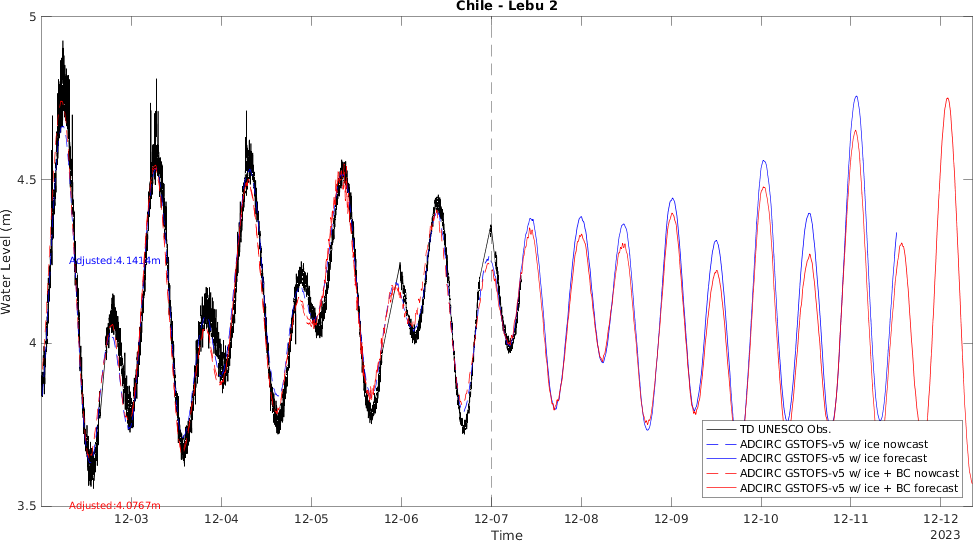 Chile - Lebu 2
5
4.5
4
3.5
Water Level (m)
Adjusted:4.1414m
Adjusted:4.0767m
TD UNESCO Obs.
ADCIRC GSTOFS-v5 w/ ice nowcast
ADCIRC GSTOFS-v5 w/ ice forecast
ADCIRC GSTOFS-v5 w/ ice + BC nowcast
ADCIRC GSTOFS-v5 w/ ice + BC forecast
12-03 12-04 12-05 12-06 12-07 12-08 12-09 12-10 12-11 12-12
Time
2023